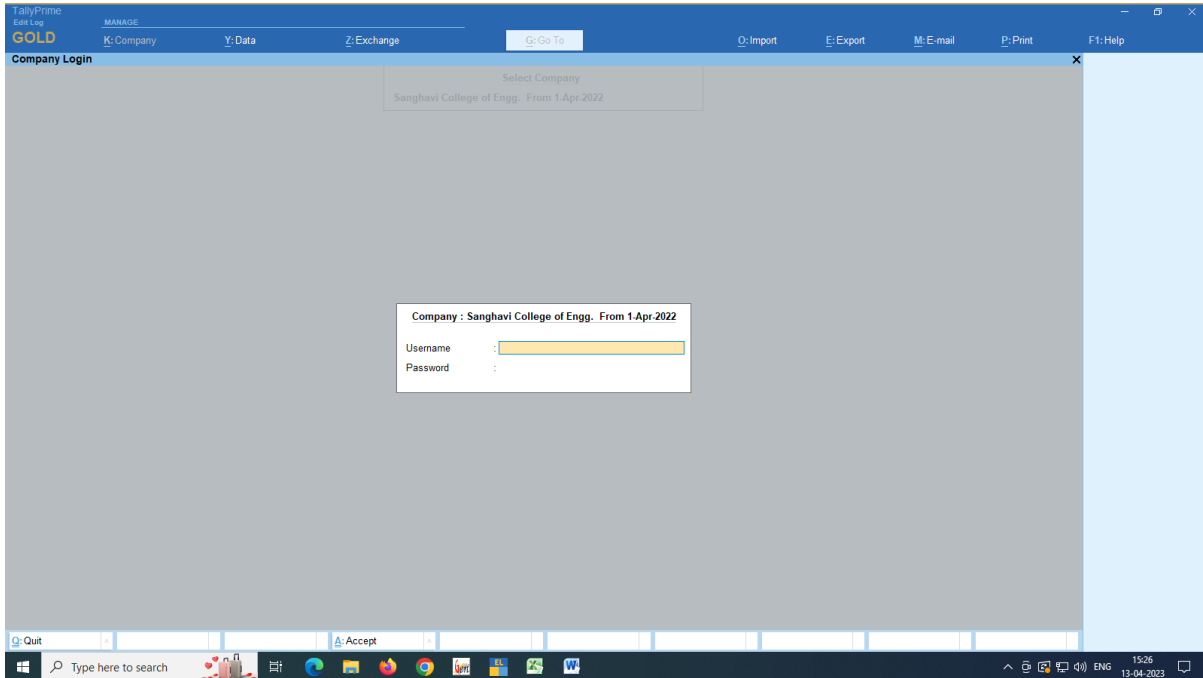 TallyPrime
Edit Log
GOLD
MANAGE
K: Company Y: Data Z: Exchange G: Go To O: Import E: Export M: E-mail P: Print F1: Help
Company Login
Select Company
Sanghavi College of Engg. From 1-Apr-2022
Company : Sanghavi College of Engg. From 1-Apr-2022
Username :
Password :
Q: Quit A: Accept
Type here to search
ENG
15:26
13-04-2023